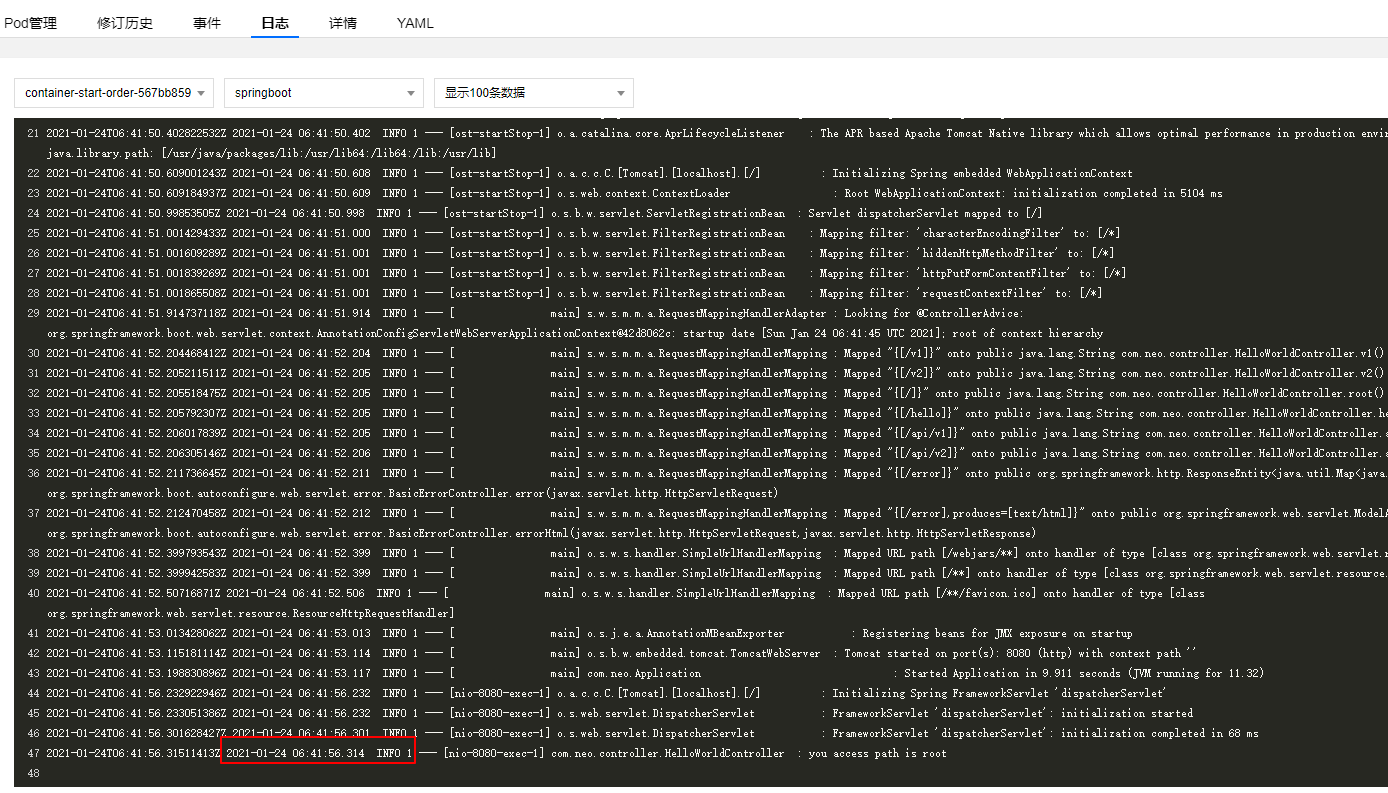 Pod管理 修订历史 事件 日志 详情 YAML
container-start-order-567bb859 springboot 显示100条数据
21 2021-01-24T06:41:50.402822532Z 2021-01-24 06:41:50.402 INFO 1 --- [ost-startStop-1] o.a.catalina.core.AprLifecycleListener : The APR based Apache Tomcat Native library which allows optimal performance in production
java.library.path: [/usr/java/packages/lib:/usr/lib64:/lib64:/lib:/usr/lib]
22 2021-01-24T06:41:50.609001243Z 2021-01-24 06:41:50.608 INFO 1 --- [ost-startStop-1] o.a.c.c.C.[Tomcat].[localhost].[/] : Initializing Spring embedded WebApplicationContext
23 2021-01-24T06:41:50.609184937Z 2021-01-24 06:41:50.609 INFO 1 --- [ost-startStop-1] o.s.web.context.ContextLoader : Root WebApplicationContext: initialization completed in 5104 ms
24 2021-01-24T06:41:50.99853505Z 2021-01-24 06:41:50.998 INFO 1 --- [ost-startStop-1] o.s.b.w.servlet.ServletRegistrationBean : Servlet dispatcherServlet mapped to [/]
25 2021-01-24T06:41:51.001429433Z 2021-01-24 06:41:51.000 INFO 1 --- [ost-startStop-1] o.s.b.w.servlet.FilterRegistrationBean : Mapping filter: 'characterEncodingFilter' to: [/*]
26 2021-01-24T06:41:51.001609289Z 2021-01-24 06:41:51.001 INFO 1 --- [ost-startStop-1] o.s.b.w.servlet.FilterRegistrationBean : Mapping filter: 'hiddenHttpMethodFilter' to: [/*]
27 2021-01-24T06:41:51.001839269Z 2021-01-24 06:41:51.001 INFO 1 --- [ost-startStop-1] o.s.b.w.servlet.FilterRegistrationBean : Mapping filter: 'httpPutFormContentFilter' to: [/*]
28 2021-01-24T06:41:51.001865508Z 2021-01-24 06:41:51.001 INFO 1 --- [ost-startStop-1] o.s.b.w.servlet.FilterRegistrationBean : Mapping filter: 'requestContextFilter' to: [/*]
29 2021-01-24T06:41:51.914737118Z 2021-01-24 06:41:51.914 INFO 1 --- [ main] s.w.s.m.m.a.RequestMappingHandlerAdapter : Looking for @ControllerAdvice:
org.springframework.boot.web.servlet.context.AnnotationConfigServletWebServerApplicationContext@42d8062c: startup date [Sun Jan 24 06:41:45 UTC 2021]; root of context hierarchy
30 2021-01-24T06:41:52.204468412Z 2021-01-24 06:41:52.204 INFO 1 --- [ main] s.w.s.m.m.a.RequestMappingHandlerMapping : Mapped "{[/v1]}" onto public java.lang.String com.neo.controller.HelloWorldController.v1()
31 2021-01-24T06:41:52.205211511Z 2021-01-24 06:41:52.205 INFO 1 --- [ main] s.w.s.m.m.a.RequestMappingHandlerMapping : Mapped "{[/v2]}" onto public java.lang.String com.neo.controller.HelloWorldController.v2()
32 2021-01-24T06:41:52.205518475Z 2021-01-24 06:41:52.205 INFO 1 --- [ main] s.w.s.m.m.a.RequestMappingHandlerMapping : Mapped "{[/]}" onto public java.lang.String com.neo.controller.HelloWorldController.root()
33 2021-01-24T06:41:52.205792307Z 2021-01-24 06:41:52.205 INFO 1 --- [ main] s.w.s.m.m.a.RequestMappingHandlerMapping : Mapped "{[/hello]}" onto public java.lang.String com.neo.controller.HelloWorldController.he
34 2021-01-24T06:41:52.206017839Z 2021-01-24 06:41:52.205 INFO 1 --- [ main] s.w.s.m.m.a.RequestMappingHandlerMapping : Mapped "{[/api/v1]}" onto public java.lang.String com.neo.controller.HelloWorldController.a
35 2021-01-24T06:41:52.206305146Z 2021-01-24 06:41:52.206 INFO 1 --- [ main] s.w.s.m.m.a.RequestMappingHandlerMapping : Mapped "{[/api/v2]}" onto public java.lang.String com.neo.controller.HelloWorldController.a
36 2021-01-24T06:41:52.211736645Z 2021-01-24 06:41:52.211 INFO 1 --- [ main] s.w.s.m.m.a.RequestMappingHandlerMapping : Mapped "{[/error]}" onto public org.springframework.http.ResponseEntity<java.util.Map<java.
org.springframework.boot.autoconfigure.web.servlet.error.BasicErrorController.error(javax.servlet.http.HttpServletRequest)
37 2021-01-24T06:41:52.212470458Z 2021-01-24 06:41:52.212 INFO 1 --- [ main] s.w.s.m.m.a.RequestMappingHandlerMapping : Mapped "{[/error],produces=[text/html]}" onto public org.springframework.web.servlet.ModelA
org.springframework.boot.autoconfigure.web.servlet.error.BasicErrorController.errorHtml(javax.servlet.http.HttpServletRequest,javax.servlet.http.HttpServletResponse)
38 2021-01-24T06:41:52.399793543Z 2021-01-24 06:41:52.399 INFO 1 --- [ main] o.s.w.s.handler.SimpleUrlHandlerMapping : Mapped URL path [/webjars/**] onto handler of type [class org.springframework.web.servlet.r
39 2021-01-24T06:41:52.399942583Z 2021-01-24 06:41:52.399 INFO 1 --- [ main] o.s.w.s.handler.SimpleUrlHandlerMapping : Mapped URL path [/**] onto handler of type [class org.springframework.web.servlet.resource.
40 2021-01-24T06:41:52.50716871Z 2021-01-24 06:41:52.506 INFO 1 --- [ main] o.s.w.s.handler.SimpleUrlHandlerMapping : Mapped URL path [/**/favicon.ico] onto handler of type [class
org.springframework.web.servlet.resource.ResourceHttpRequestHandler]
41 2021-01-24T06:41:53.013428062Z 2021-01-24 06:41:53.013 INFO 1 --- [ main] o.s.j.e.a.AnnotationMBeanExporter : Registering beans for JMX exposure on startup
42 2021-01-24T06:41:53.115181114Z 2021-01-24 06:41:53.114 INFO 1 --- [ main] o.s.b.w.embedded.tomcat.TomcatWebServer : Tomcat started on port(s): 8080 (http) with context path ''
43 2021-01-24T06:41:53.198830896Z 2021-01-24 06:41:53.117 INFO 1 --- [ main] com.neo.Application : Started Application in 9.911 seconds (JVM running for 11.32)
44 2021-01-24T06:41:56.232922946Z 2021-01-24 06:41:56.232 INFO 1 --- [nio-8080-exec-1] o.a.c.c.C.[Tomcat].[localhost].[/] : Initializing Spring FrameworkServlet 'dispatcherServlet'
45 2021-01-24T06:41:56.233051386Z 2021-01-24 06:41:56.232 INFO 1 --- [nio-8080-exec-1] o.s.web.servlet.DispatcherServlet : FrameworkServlet 'dispatcherServlet': initialization started
46 2021-01-24T06:41:56.301628427Z 2021-01-24 06:41:56.301 INFO 1 --- [nio-8080-exec-1] o.s.web.servlet.DispatcherServlet : FrameworkServlet 'dispatcherServlet': initialization completed in 68 ms
47 2021-01-24T06:41:56.31511413Z 2021-01-24 06:41:56.314 INFO 1 --- [nio-8080-exec-1] com.neo.controller.HelloWorldController : you access path is root
48